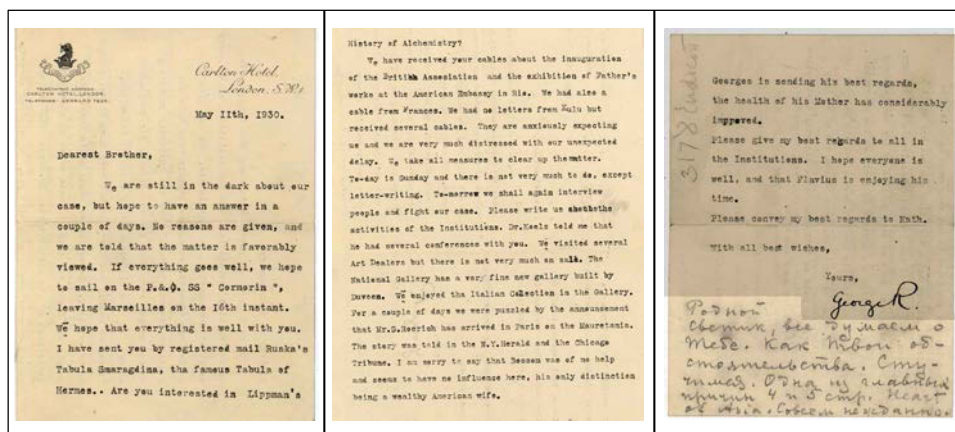 TELEGRAPHIC ADDRESS:
CARLTON HOTEL, LONDON.
Carlton Hotel,
London, S.W.1
May 11th, 1930.
Dearest Brother,
We are still in the dark about our
case, but hope to have an answer in a
couple of days. No reasons are given, and
we are told that the matter is favorably
viewed. If everything goes well, we hope
to sail on the P.&.O. SS " Comorin ",
leaving Marseilles on the 16th instant.
We hope that everything is well with you.
I have sent you by registered mail Ruska's
Tabula Smaragdina, tha famous Tabula of
Hermes.. Are you interested in Lippman's
History of Alchemistry?
We have received your cables about the inauguration
of the British Association and the exhibition of Father's
works at the American Embassy in Rio. We had also a
cable from Frances. We had no letters from Kulu but
received several cables. They are anxiously expecting
us and we are very much distressed with our unexpected
delay. We take all measures to clear up thematter.
To-day is Sunday and there is not very much to do, except
letter-writing. To-morrow we shall again interview
people and fight our case. Please write us
activities of the Institutions. Dr.Keels told me that
he had several conferences with you. We visited several
Art Dealers but there is not very much on sale. The
National Gallery has a very fine new gallery built by
Duveen. We enjoyed tha Italian Colection in the Gallery.
For a couple of days we were puzzled by the announsement
that Mr.S.Roerich has arrived in Paris on the Mauretania.
The story was told in the N.Y.Herald and the Chicago
Tribune. I am sorry to say that Bessom was of no help
and seems to have no influence here, his only distinction
being a wealthy American wife.
Georges is sending his best regards,
the health of his Mother has considerably
improved.
Please give my best regards to all in
the Institutions. I hope everyone is
well, and that Fluvius is enjoying his
time.
Please convey my best regards to Kath.
With all best wishes,
Yours,
George R.
Родной
Светик, все думаем о
тебе. Как твои об-
стоятельства. Сту-
чимся. Одна из главных
причин 4 и 5 стр. Heart
of Asia. Совсем неожиданно.